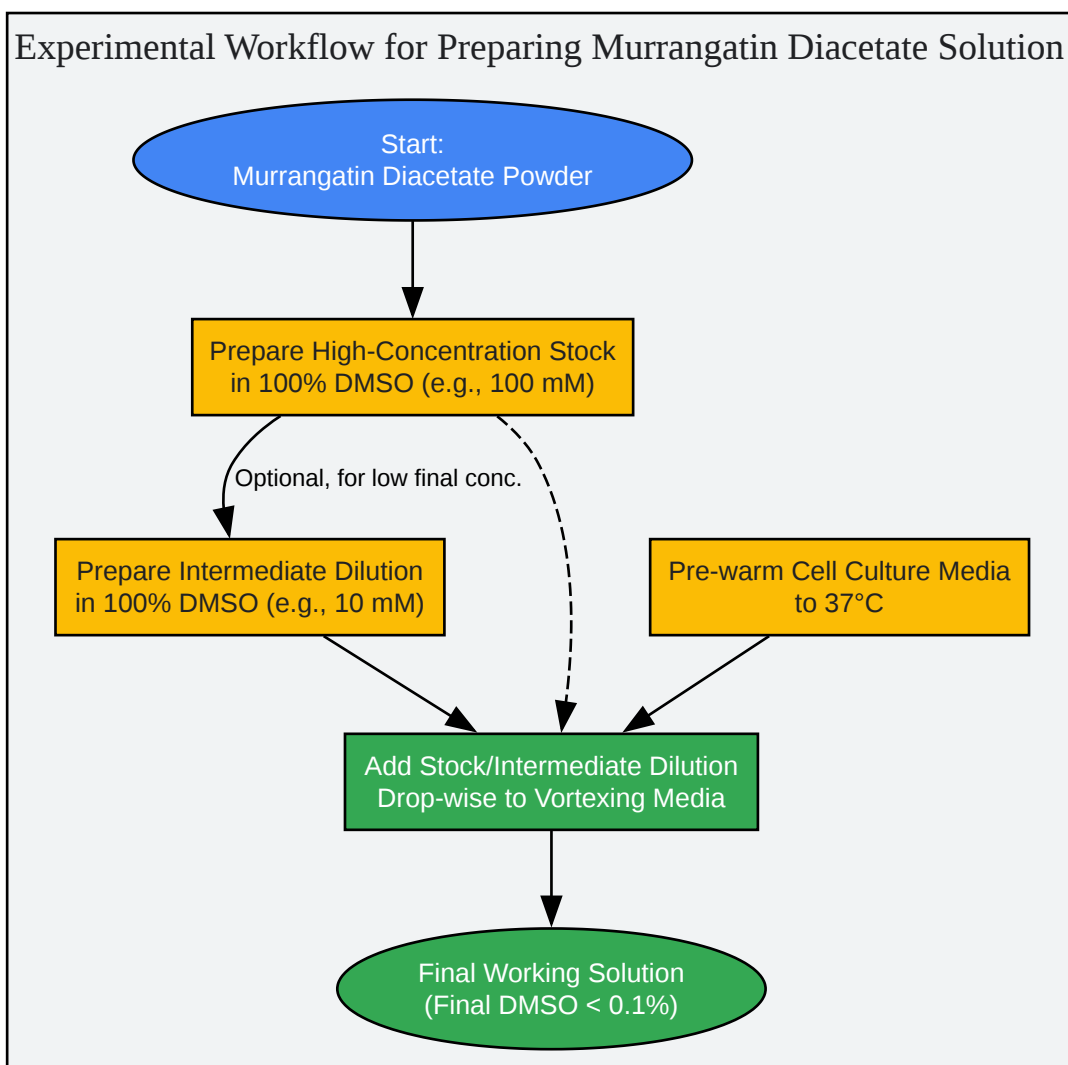 Experimental Workflow for Preparing Murrangatin Diacetate Solution
Start:
Murrangatin Diacetate Powder
Prepare High-Concentration Stock
in 100% DMSO (e.g., 100 mM)
Optional, for low final conc.
Prepare Intermediate Dilution
in 100% DMSO (e.g., 10 mM)
Pre-warm Cell Culture Media
to 37°C
Add Stock/Intermediate Dilution
Drop-wise to Vortexing Media
Final Working Solution
(Final DMSO < 0.1%)